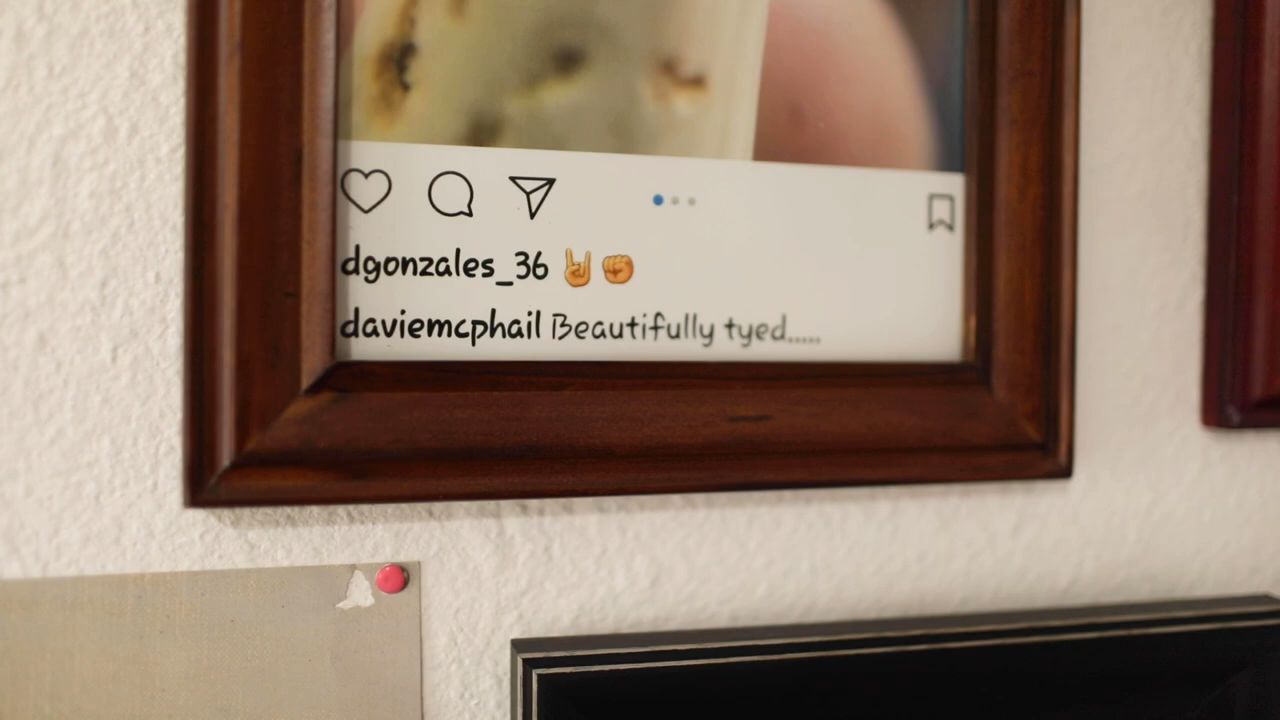 dgonzales_36 🤘✊
daviemcphail Beautifully tyed.....